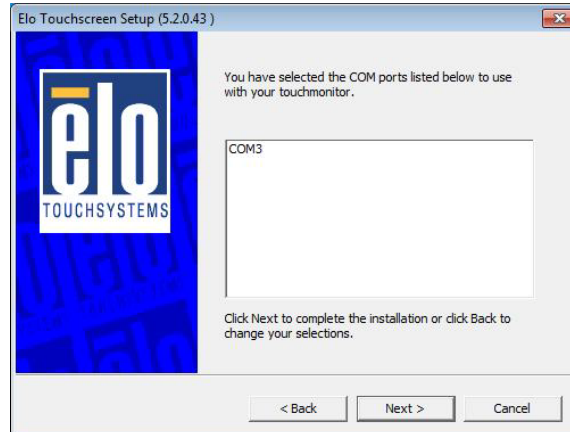 Elo Touchscreen Setup (5.2.0.43 )
elo
TOUCHSYSTEMS
You have selected the COM ports listed below to use
with your touchmonitor.
COM3
Click Next to complete the installation or click Back to
change your selections.
< Back
Next >
Cancel